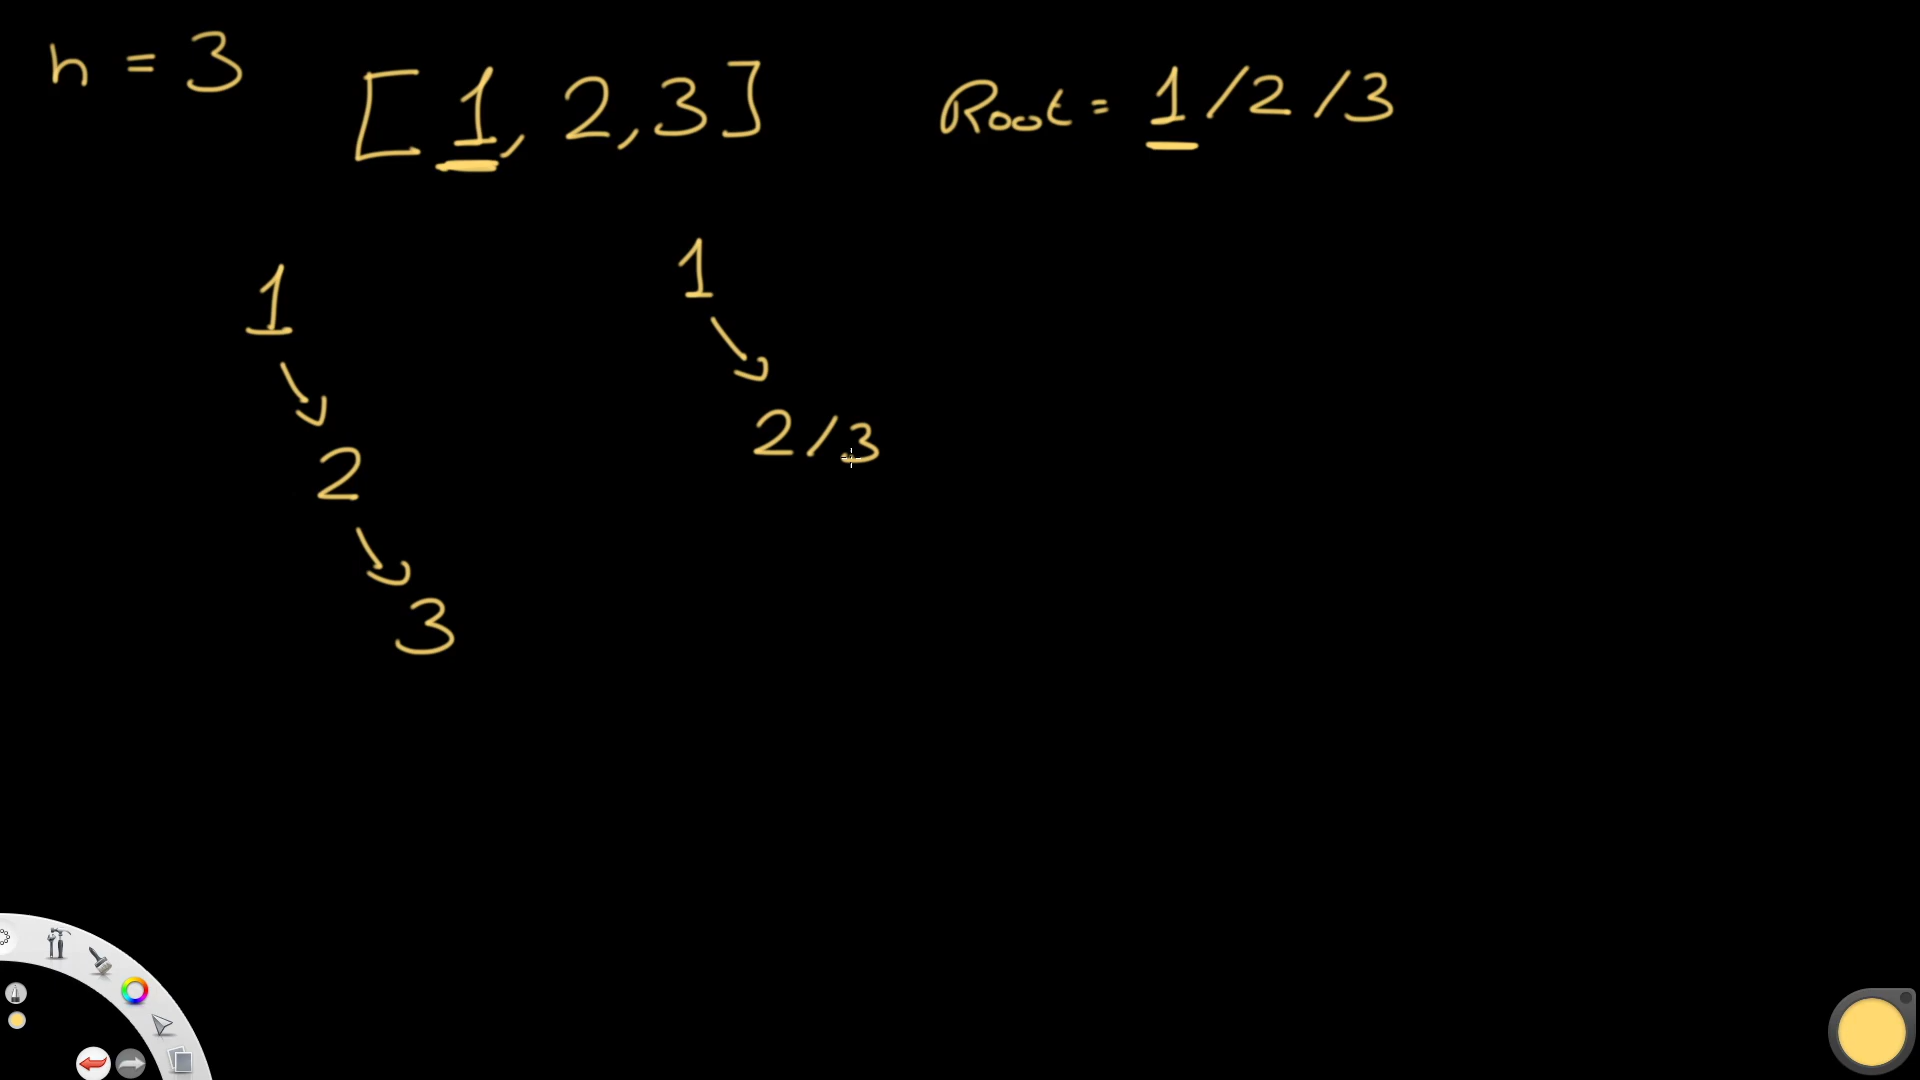 n = 3
[1, 2, 3]
Root = 1/2/3
1
2
3
1
2/3